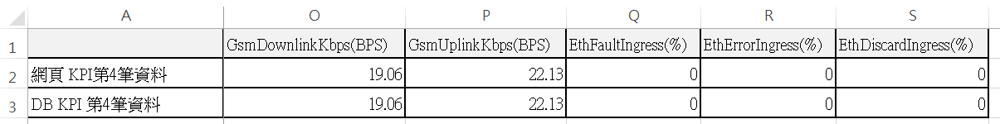 A O P Q R S
1 GsmDownlinkKbps(BPS) GsmUplinkKbps(BPS) EthFaultIngress(%) EthErrorIngress(%) EthDiscardIngress(%)
2 網頁 KPI第4筆資料 19.06 22.13 0 0 0
3 DB KPI 第4筆資料 19.06 22.13 0 0 0